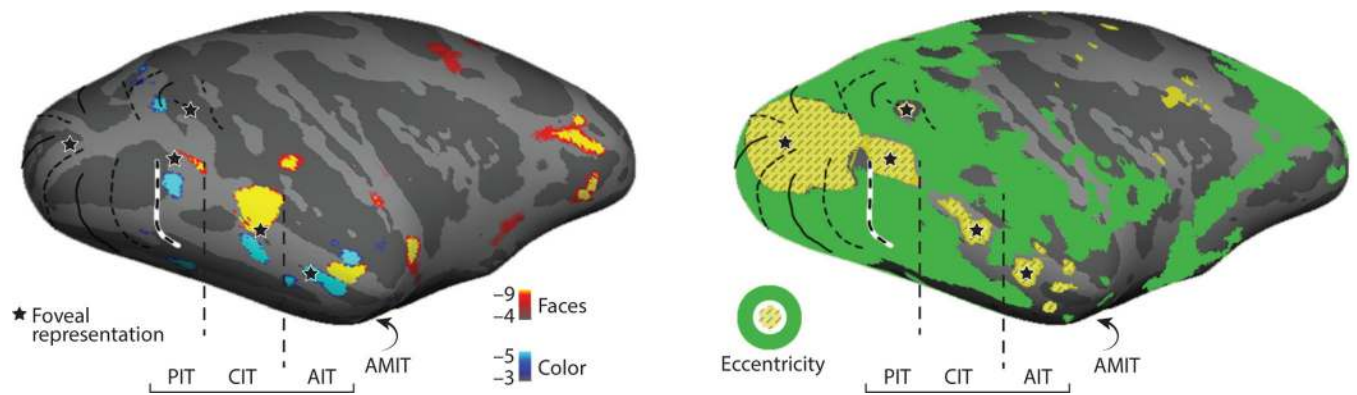 Foveal
representation
–9
–4
Faces
–5
–3
Color
AMIT
PIT CIT AIT
Eccentricity
AMIT
PIT CIT AIT